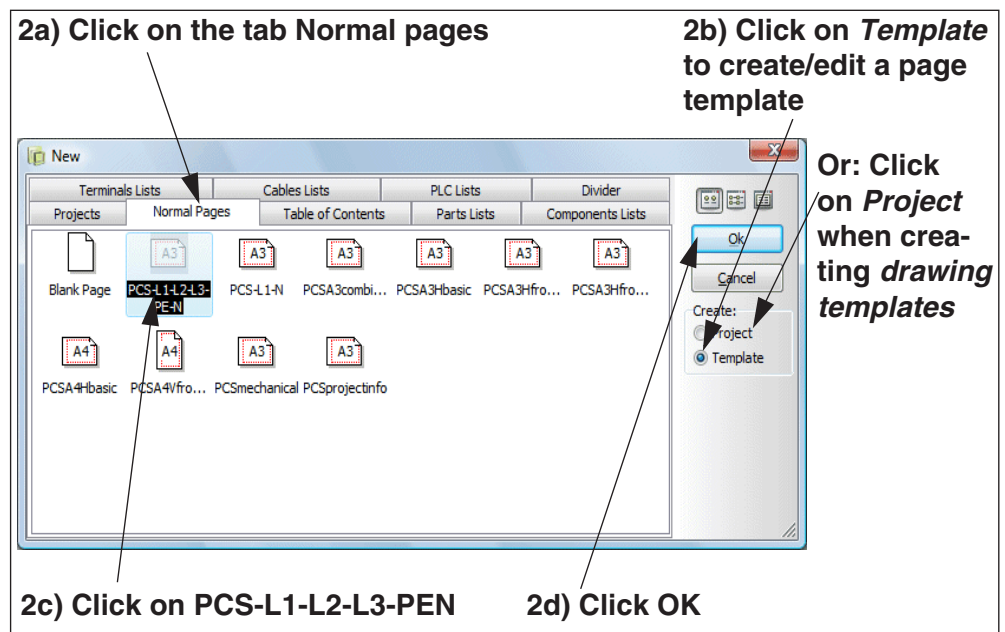 2a) Click on the tab Normal pages
2b) Click on Template
to create/edit a page
template
New
Terminals Lists
Cables Lists
PLC Lists
Divider
Projects
Normal Pages
Table of Contents
Parts Lists
Components Lists
Or: Click
on Project
when crea-
ting drawing
templates
A3
A3
A3
A3
A3
A3
Blank Page
PCS-L1-L2-L3-
PE-N
PCS-L1-N
PCSA3combi...
PCSA3Hbasic
PCSA3Hfro...
PCSA3Hfro...
A4
A4
A3
A3
PCSA4Hbasic
PCSA4Vfro...
PCSmechanical
PCSprojectinfo
Ok
Cancel
Create:
Project
Template
2c) Click on PCS-L1-L2-L3-PEN
2d) Click OK